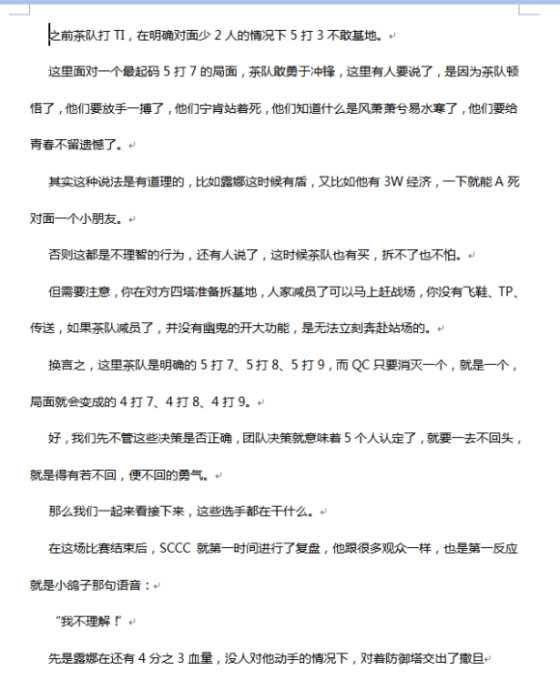 之前茶队打 TI，在明确对面少 2 人的情况下 5 打 3 不敢基地。
这里面对一个最起码 5 打 7 的局面，茶队敢勇于冲锋，这里有人要说了，是因为茶队顿
悟了，他们要放手一搏了，他们宁肯站着死，他们知道什么是风萧萧兮易水寒了，他们要给
青春不留遗憾了。
其实这种说法是有道理的，比如露娜这时候有盾，又比如他有 3W 经济，一下就能 A 死
对面一个小朋友。
否则这都是不理智的行为，还有人说了，这时候茶队也有买，拆不了也不怕。
但需要注意，你在对方四塔准备拆基地，人家减员了可以马上赶战场，你没有飞鞋、TP、
传送，如果茶队减员了，并没有幽鬼的开大功能，是无法立刻奔赴站场的。
换言之，这里茶队是明确的 5 打 7、5 打 8、5 打 9，而 QC 只要消灭一个，就是一个，
局面就会变成的 4 打 7、4 打 8、4 打 9。
好，我们先不管这些决策是否正确，团队决策就意味着 5 个人认定了，就要一去不回头，
就是得有若不回，便不回的勇气。
那么我们一起来看接下来，这些选手都在干什么。
在这场比赛结束后，SCCC 就第一时间进行了复盘，他跟很多观众一样，也是第一反应
就是小鸽子那句语音：
“我不理解！”
先是露娜在还有 4 分之 3 血量，没人对他动手的情况下，对着防御塔交出了撒旦